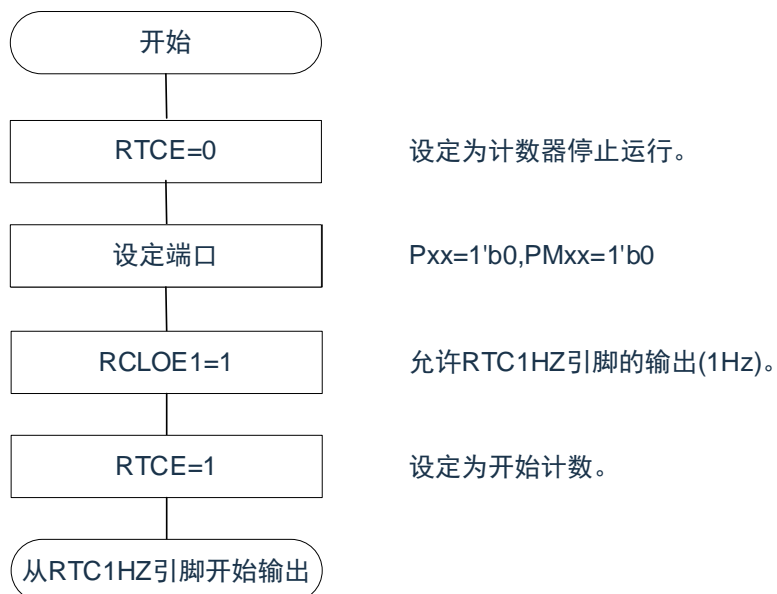 开始
RTCE=0 设定为计数器停止运行。
设定端口 Pxx=1'b0,PMxx=1'b0
RCLOE1=1 允许RTC1HZ引脚的输出(1Hz)。
RTCE=1 设定为开始计数。
从RTC1HZ引脚开始输出